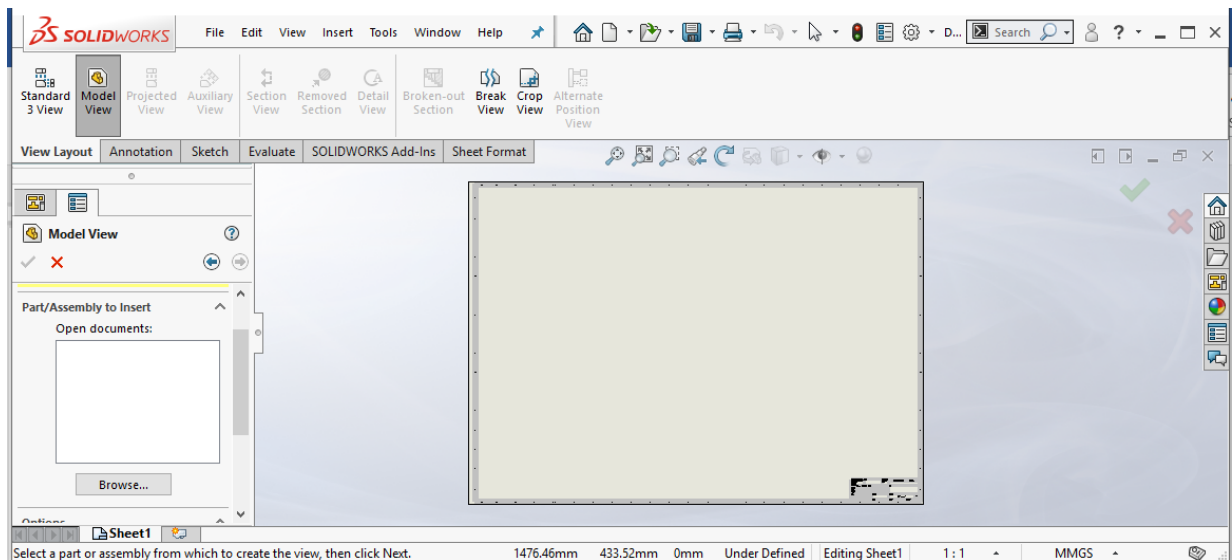 SOLIDWORKS File Edit View Insert Tools Window Help D... Search ?
Standard 3 View
Model View
Projected View
Auxiliary View
Section View
Removed Section
Detail View
Broken-out Section
Break View
Crop View
Alternate Position View
View Layout Annotation Sketch Evaluate SOLIDWORKS Add-Ins Sheet Format
Model View
Part/Assembly to Insert
Open documents:
Browse...
Options
Sheet1
Select a part or assembly from which to create the view, then click Next. 1476.46mm 433.52mm 0mm Under Defined Editing Sheet1 1:1 MMGS